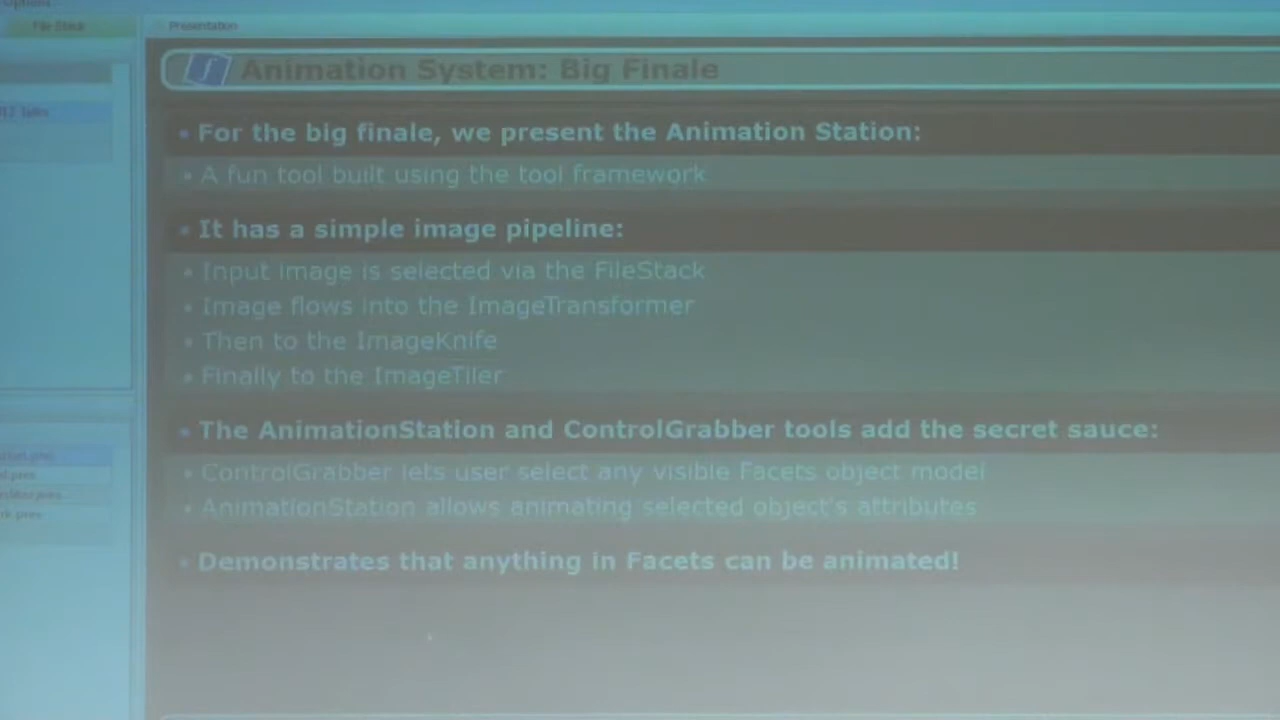 File Stack
Presentation
Animation System: Big Finale
For the big finale, we present the Animation Station:
A fun tool built using the tool framework
It has a simple image pipeline:
Input image is selected via the FileStack
Image flows into the ImageTransformer
Then to the ImageKnife
Finally to the ImageTiler
The AnimationStation and ControlGrabber tools add the secret sauce:
ControlGrabber lets user select any visible Facets object model
AnimationStation allows animating selected object's attributes
Demonstrates that anything in Facets can be animated!